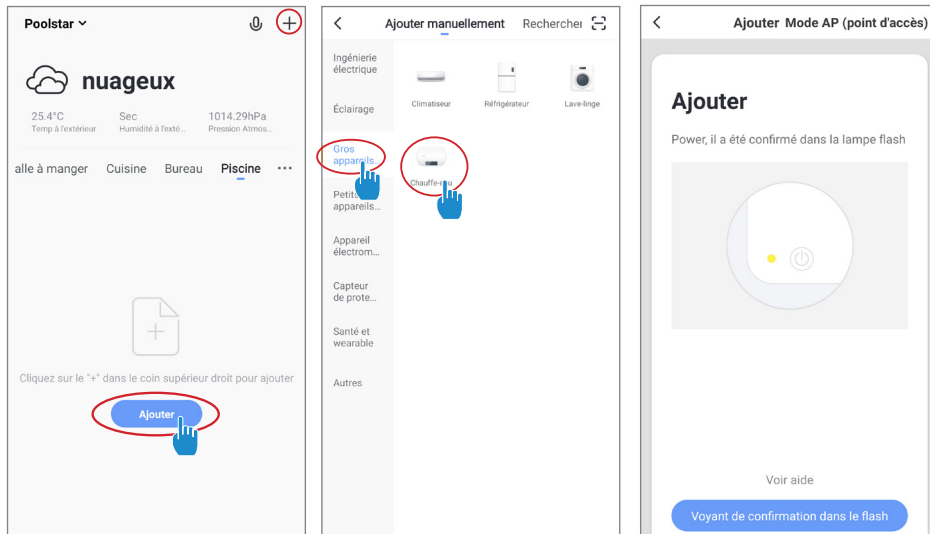 Poolstar
nuageux
25.4°C Sec 1014.29hPa
Temp à l'extérieur Humidité à l'exté... Pression Atmos...
alle à manger Cuisine Bureau Piscine ...
Cliquez sur le "+" dans le coin supérieur droit pour ajouter
Ajouter
Ajouter manuellement Rechercher
Ingénierie
électrique
Éclairage
Gros
appareils...
Petits
appareils...
Appareil
électrom...
Capteur
de prote...
Santé et
wearable
Autres
Climatiseur Réfrigérateur Lave-linge
Chauffe-eau
Ajouter Mode AP (point d'accès)
Ajouter
Power, il a été confirmé dans la lampe flash
Voir aide
Voyant de confirmation dans le flash